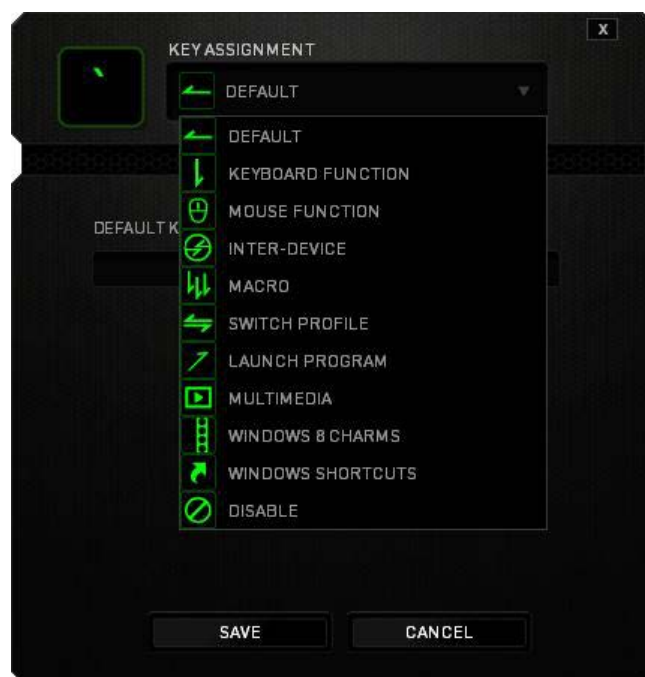 X
KEY ASSIGNMENT
`
DEFAULT
DEFAULT
KEYBOARD FUNCTION
MOUSE FUNCTION
DEFAULT K
INTER-DEVICE
MACRO
SWITCH PROFILE
LAUNCH PROGRAM
MULTIMEDIA
WINDOWS 8 CHARMS
WINDOWS SHORTCUTS
DISABLE
SAVE
CANCEL